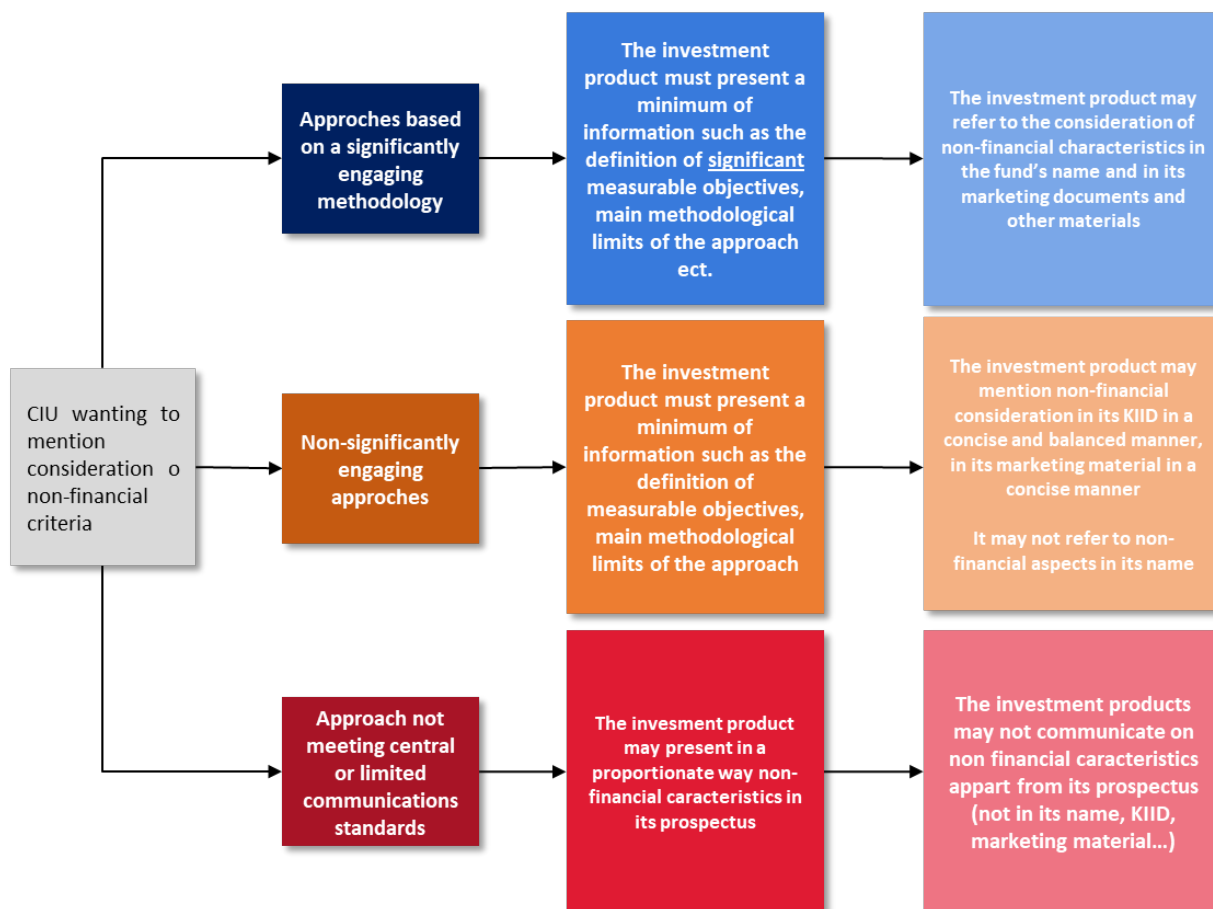 Approches based
on a significantly
engaging
methodology
The investment
product must present a
minimum of
information such as the
definition of significant
measurable objectives,
main methodological
limits of the approach
ect.
The investment product may
refer to the consideration of
non-financial characteristics in
the fund's name and in its
marketing documents and
other materials
CIU wanting to
mention
consideration o
non-financial
criteria
Non-significantly
engaging
approches
The investment
product must present a
minimum of
information such as the
definition of
measurable objectives,
main methodological
limits of the approach
The investment product may
mention non-financial
consideration in its KIID in a
concise and balanced manner,
in its marketing material in a
concise manner
It may not refer to non-
financial aspects in its name
Approach not
meeting central
or limited
communications
standards
The invesment product
may present in a
proportionate way non-
financial caracteristics in
its prospectus
The investment products
may not communicate on
non financial caracteristics
appart from its prospectus
(not in its name, KIID,
marketing material…)